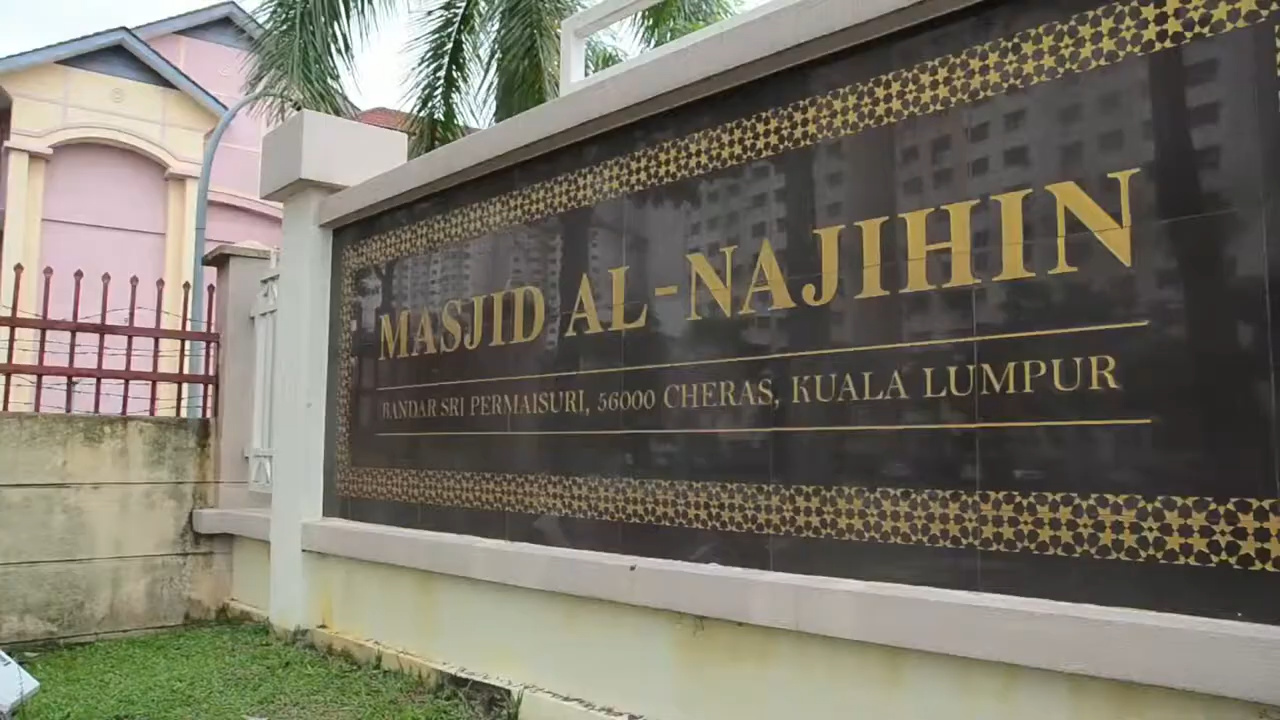 MASJID AL-NAJIHIN
BANDAR SRI PERMAISURI, 56000 CHERAS, KUALA LUMPUR